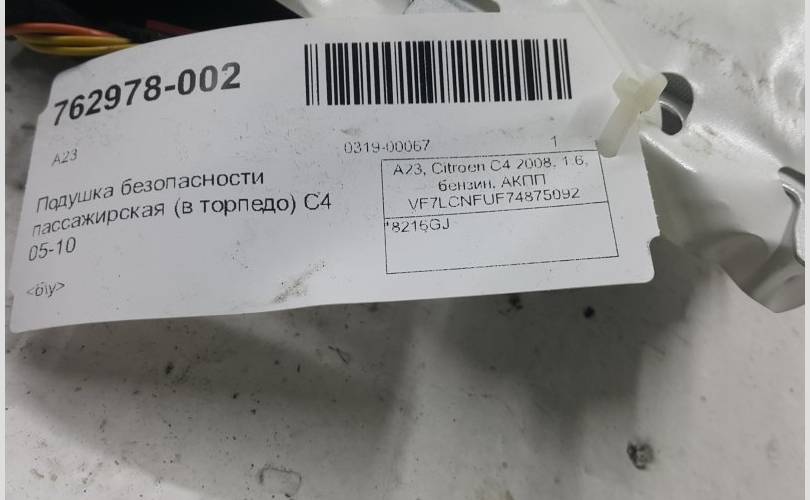 762978-002
A23
0319-00067 1
Подушка безопасности
пассажирская (в торпедо) C4
05-10
<б\у>
A23, Citroen C4 2008, 1.6,
бензин, АКПП
VF7LCNFUF74875092
*8216GJ